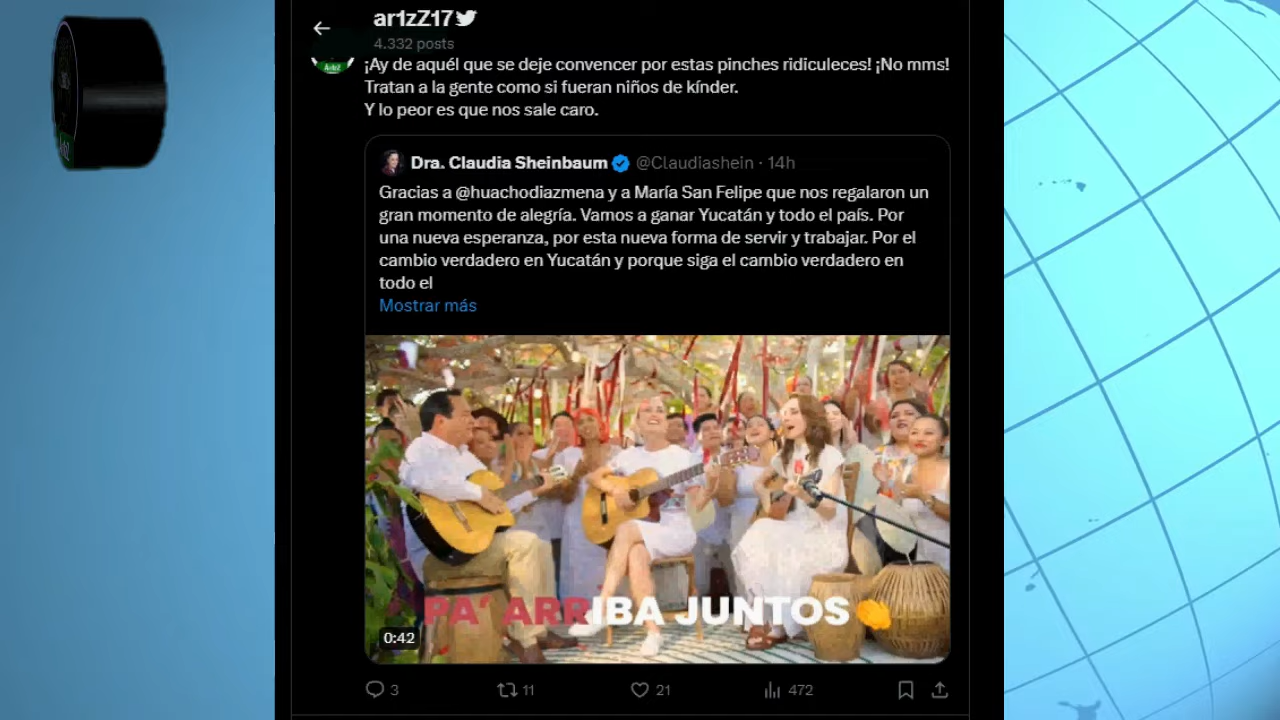 ar1zZ17
4.332 posts
¡Ay de aquél que se deje convencer por estas pinches ridiculeces! ¡No mms!
Tratan a la gente como si fueran niños de kínder.
Y lo peor es que nos sale caro.
Dra. Claudia Sheinbaum @Claudiashein · 14h
Gracias a @huachodiazmena y a María San Felipe que nos regalaron un
gran momento de alegría. Vamos a ganar Yucatán y todo el país. Por
una nueva esperanza, por esta nueva forma de servir y trabajar. Por el
cambio verdadero en Yucatán y porque siga el cambio verdadero en
todo el
Mostrar más
PA' ARRIBA JUNTOS
0:42
3 11 21 472